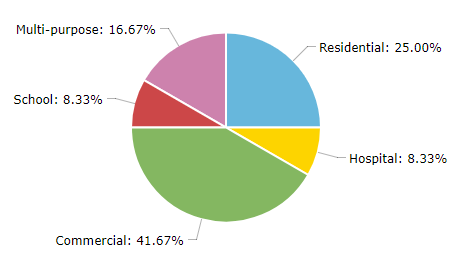 Multi-purpose: 16.67%
Residential: 25.00%
School: 8.33%
Hospital: 8.33%
Commercial: 41.67%